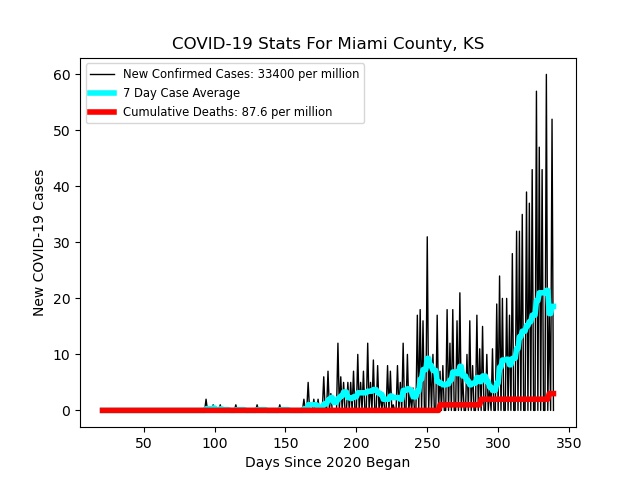 COVID-19 Stats For Miami County, KS
New Confirmed Cases: 33400 per million
7 Day Case Average
Cumulative Deaths: 87.6 per million
New COVID-19 Cases
60
50
40
30
20
10
0
50 100 150 200 250 300 350
Days Since 2020 Began